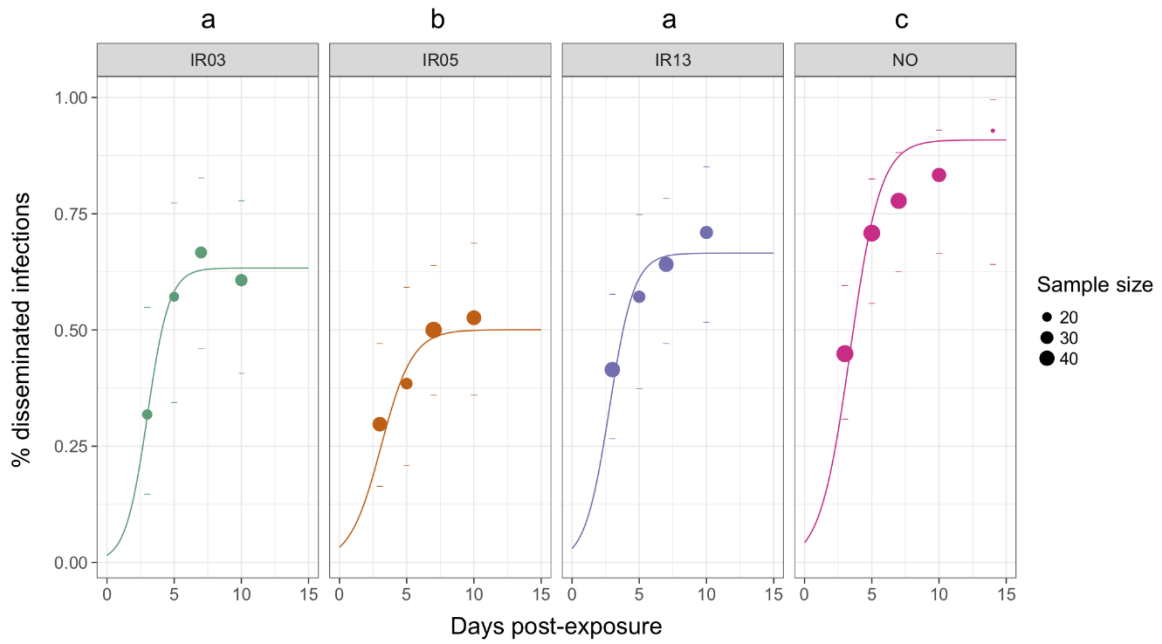 a b a c
IR03 IR05 IR13 NO
1.00
0.75
0.50
0.25
0.00
% disseminated infections
0 5 10 15 0 5 10 15 0 5 10 15 0 5 10 15
Days post-exposure
Sample size
20
30
40